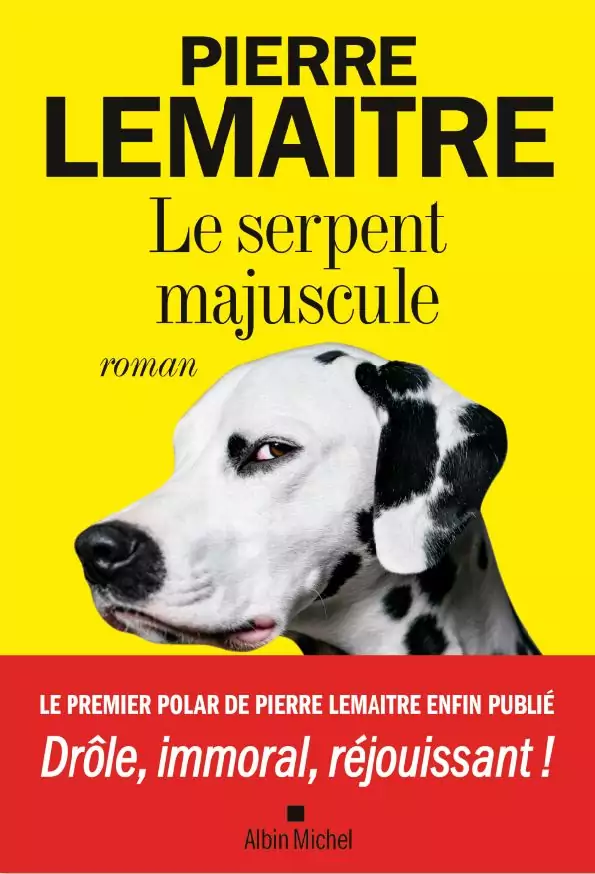 PIERRE
LEMAITRE
Le serpent
majuscule
roman
LE PREMIER POLAR DE PIERRE LEMAITRE ENFIN PUBLIÉ
Drôle, immoral, réjouissant !
Albin Michel